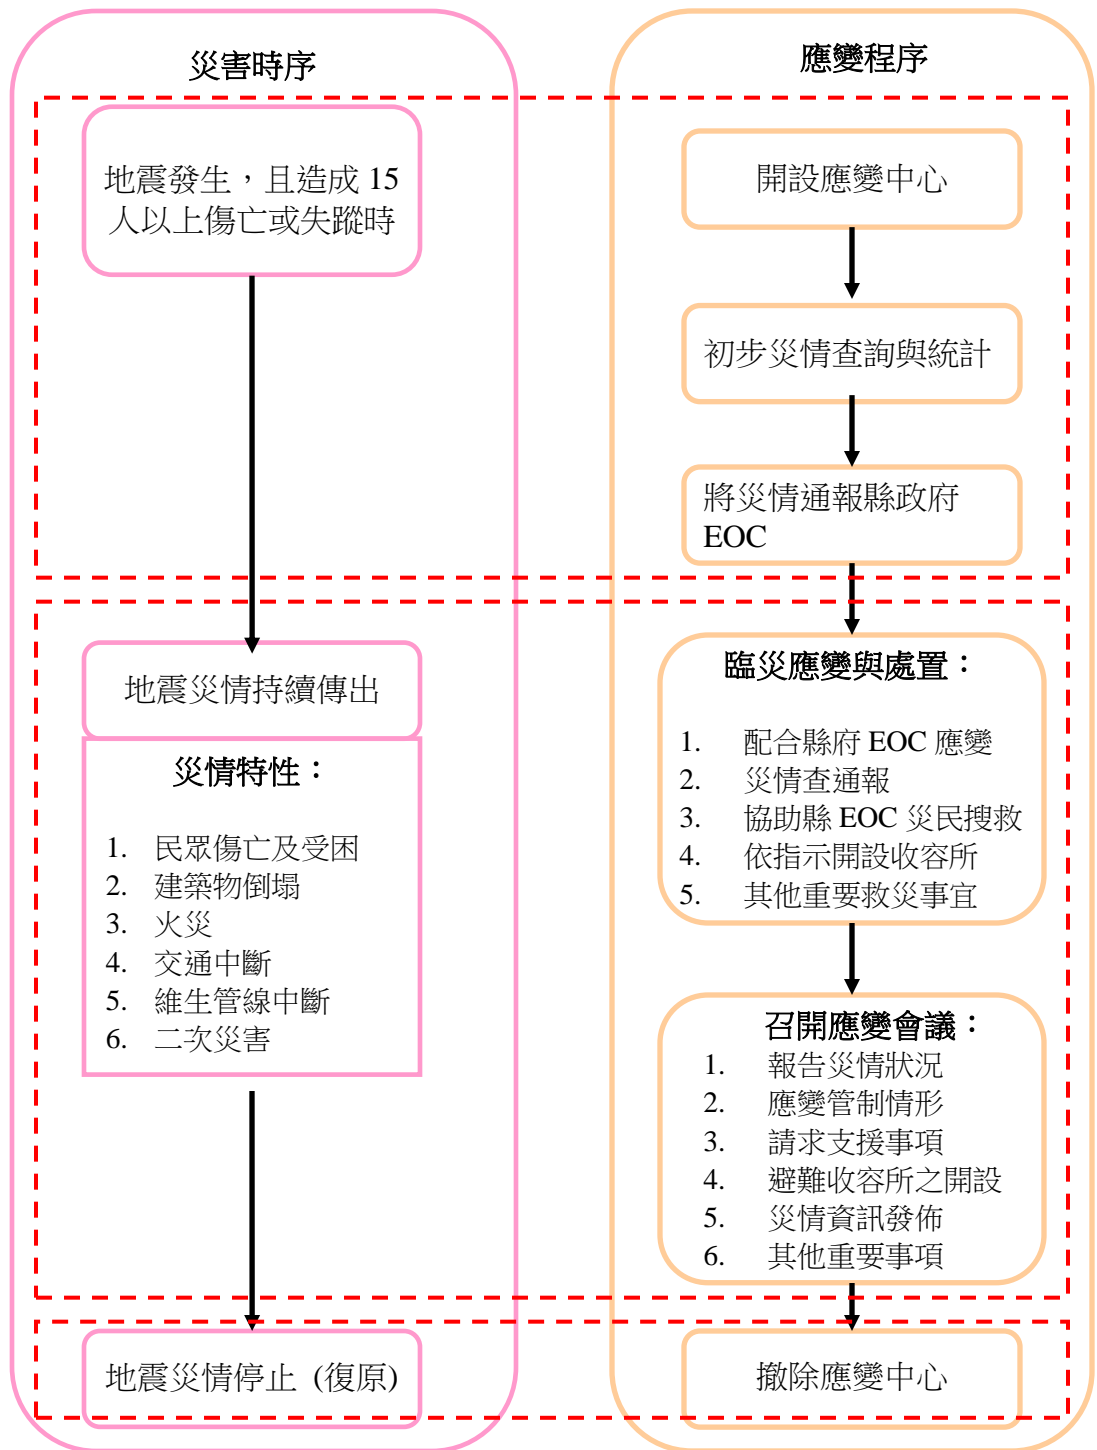 災害時序
地震發生，且造成 15
人以上傷亡或失蹤時
地震災情持續傳出
災情特性：
1. 民眾傷亡及受困
2. 建築物倒塌
3. 火災
4. 交通中斷
5. 維生管線中斷
6. 二次災害
地震災情停止 (復原)
應變程序
開設應變中心
初步災情查詢與統計
將災情通報縣政府
EOC
臨災應變與處置：
1. 配合縣府 EOC 應變
2. 災情查通報
3. 協助縣 EOC 災民搜救
4. 依指示開設收容所
5. 其他重要救災事宜
召開應變會議：
1. 報告災情狀況
2. 應變管制情形
3. 請求支援事項
4. 避難收容所之開設
5. 災情資訊發佈
6. 其他重要事項
撤除應變中心